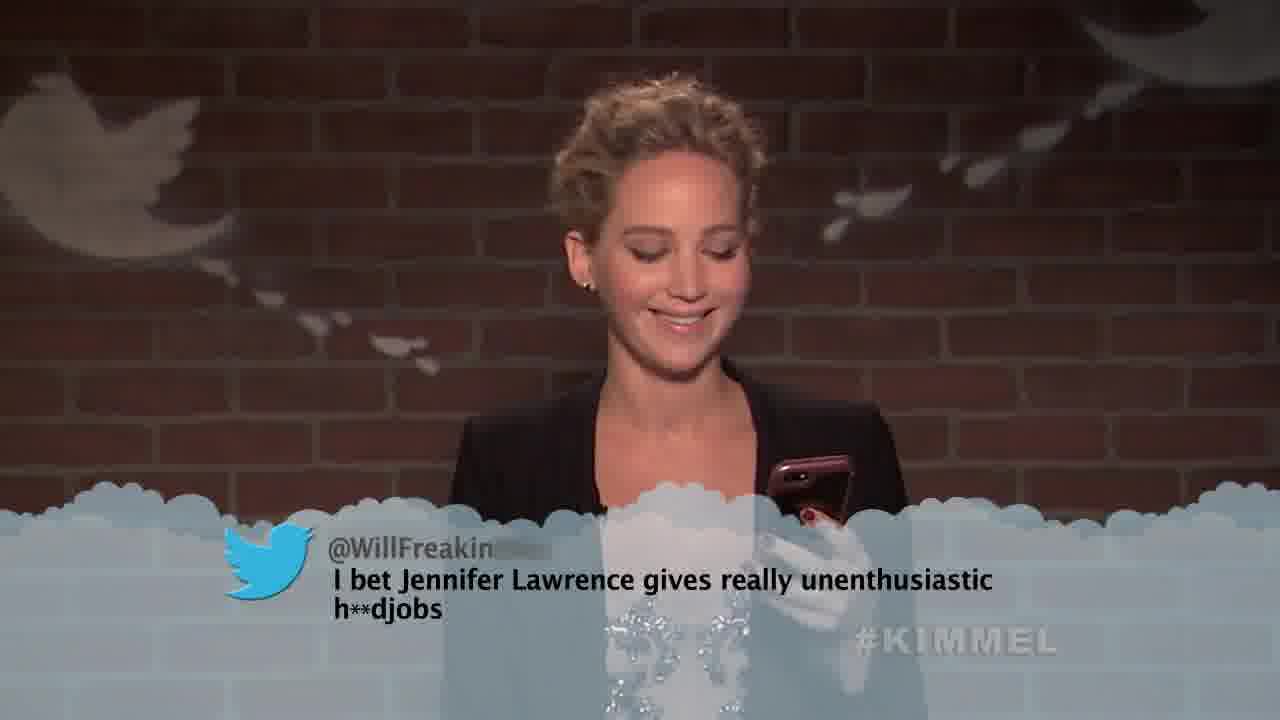 @WillFreakin
I bet Jennifer Lawrence gives really unenthusiastic
h**djobs
#KIMMEL